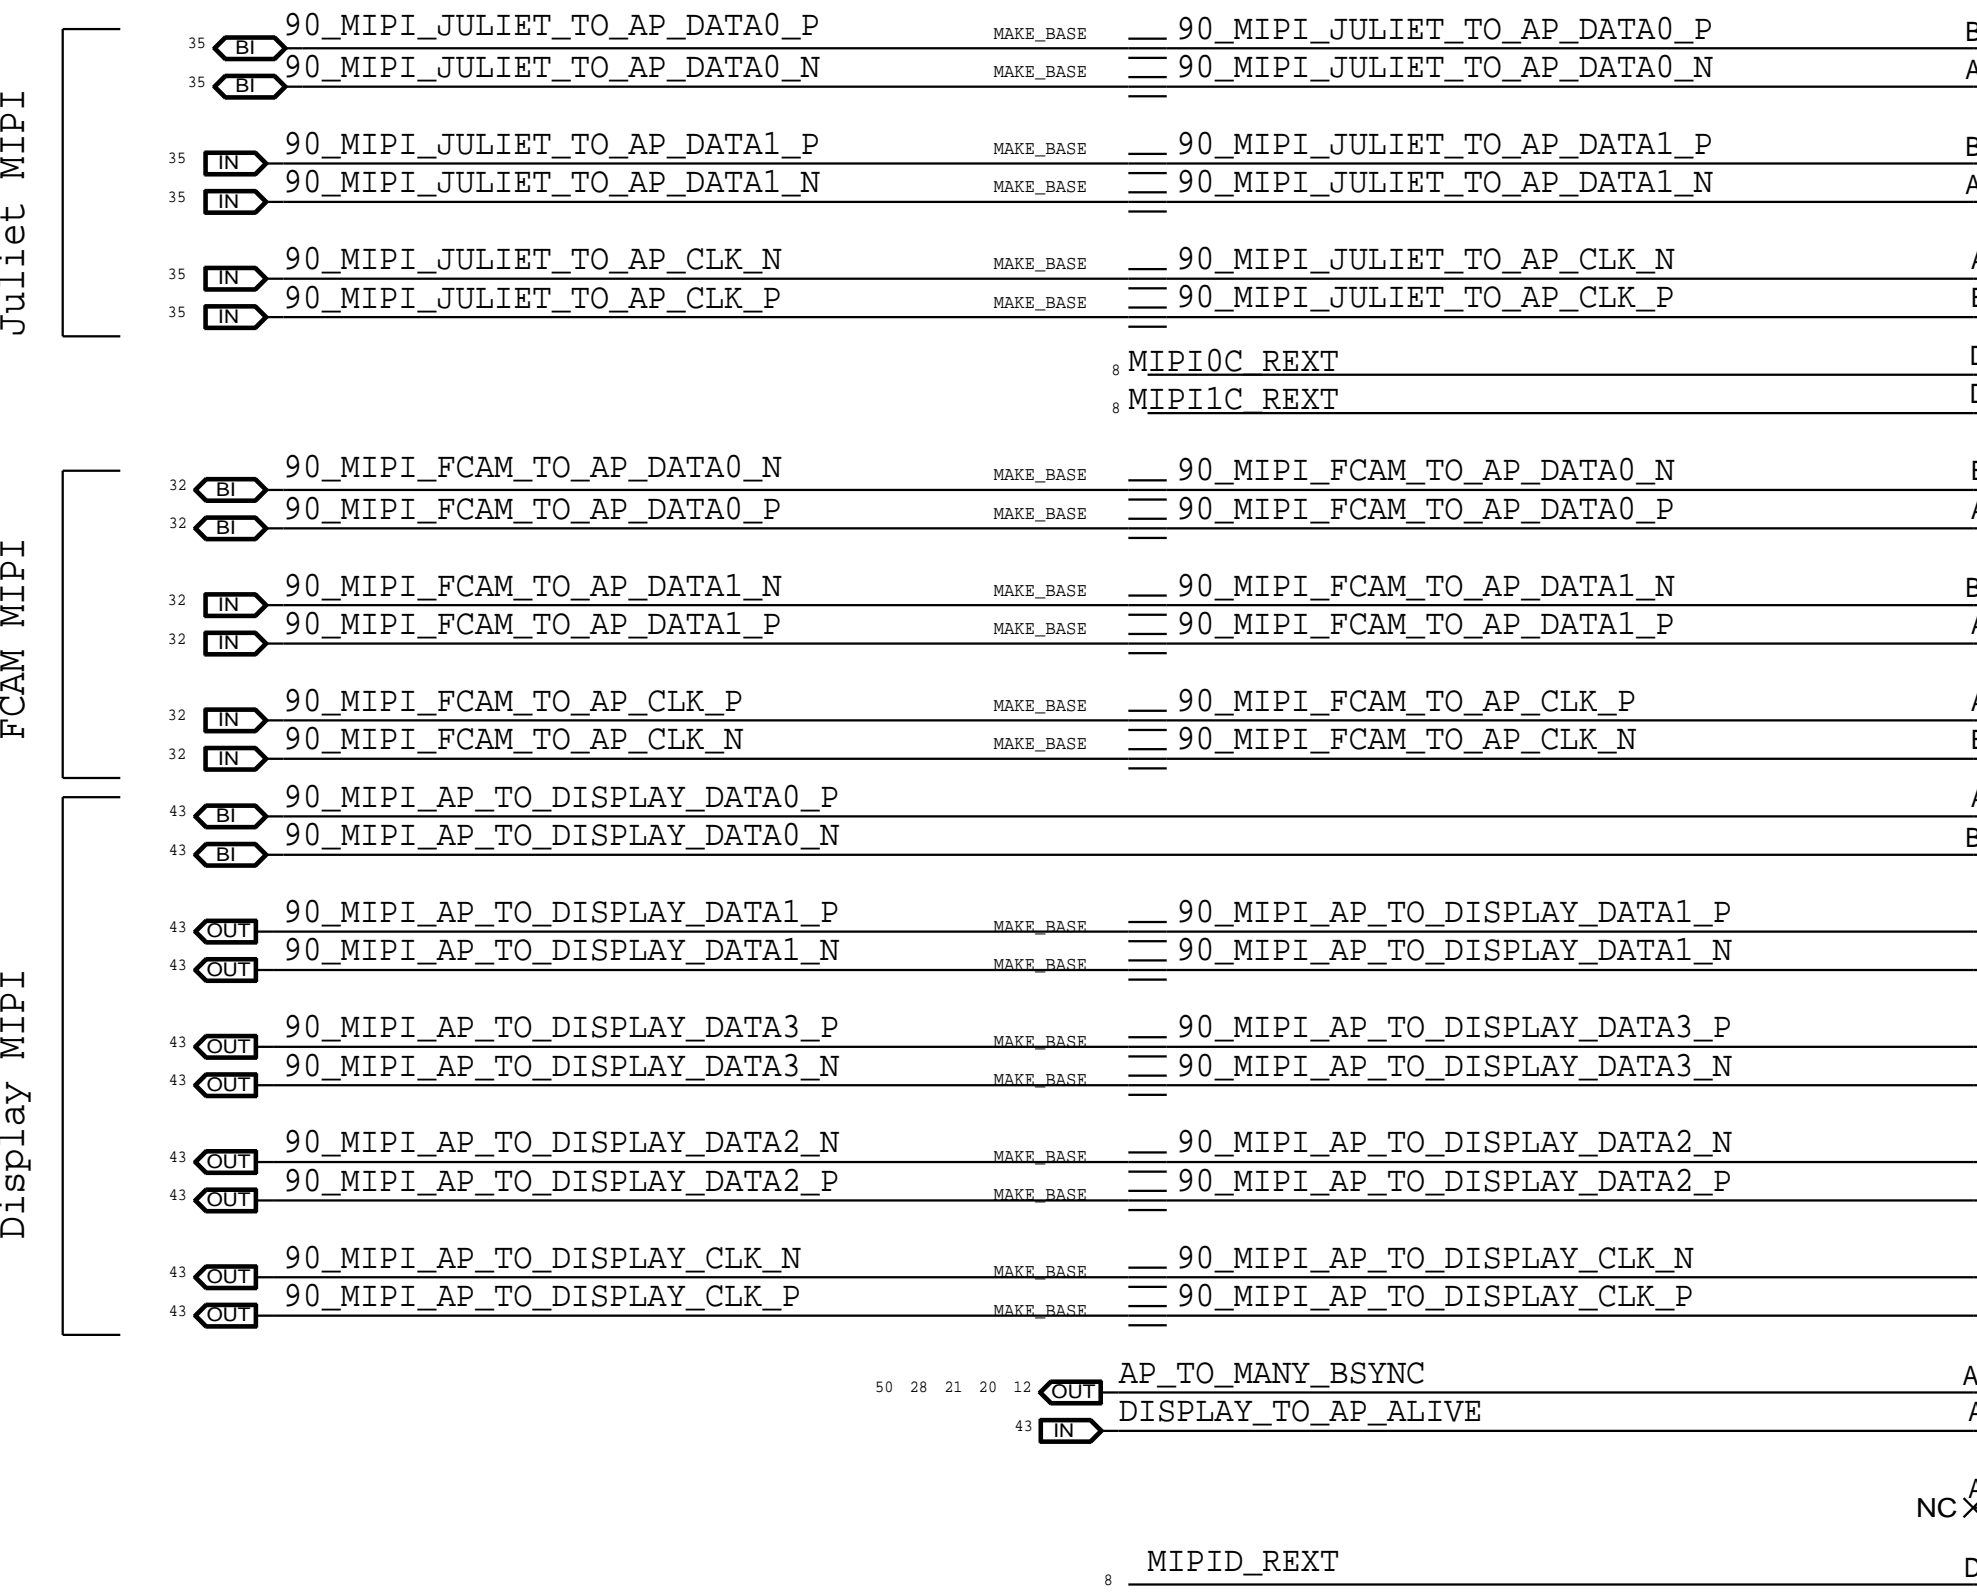 Juliet MIPI
35 BI 90_MIPI_JULIET_TO_AP_DATA0_P MAKE_BASE 90_MIPI_JULIET_TO_AP_DATA0_P B
35 BI 90_MIPI_JULIET_TO_AP_DATA0_N MAKE_BASE 90_MIPI_JULIET_TO_AP_DATA0_N A
35 IN 90_MIPI_JULIET_TO_AP_DATA1_P MAKE_BASE 90_MIPI_JULIET_TO_AP_DATA1_P B
35 IN 90_MIPI_JULIET_TO_AP_DATA1_N MAKE_BASE 90_MIPI_JULIET_TO_AP_DATA1_N A
35 IN 90_MIPI_JULIET_TO_AP_CLK_N MAKE_BASE 90_MIPI_JULIET_TO_AP_CLK_N
35 IN 90_MIPI_JULIET_TO_AP_CLK_P MAKE_BASE 90_MIPI_JULIET_TO_AP_CLK_P
8 MIPI0C_REXT
8 MIPI1C_REXT
FCAM MIPI
32 BI 90_MIPI_FCAM_TO_AP_DATA0_N MAKE_BASE 90_MIPI_FCAM_TO_AP_DATA0_N
32 BI 90_MIPI_FCAM_TO_AP_DATA0_P MAKE_BASE 90_MIPI_FCAM_TO_AP_DATA0_P
32 IN 90_MIPI_FCAM_TO_AP_DATA1_N MAKE_BASE 90_MIPI_FCAM_TO_AP_DATA1_N B
32 IN 90_MIPI_FCAM_TO_AP_DATA1_P MAKE_BASE 90_MIPI_FCAM_TO_AP_DATA1_P
32 IN 90_MIPI_FCAM_TO_AP_CLK_P MAKE_BASE 90_MIPI_FCAM_TO_AP_CLK_P
32 IN 90_MIPI_FCAM_TO_AP_CLK_N MAKE_BASE 90_MIPI_FCAM_TO_AP_CLK_N
Display MIPI
43 BI 90_MIPI_AP_TO_DISPLAY_DATA0_P
43 BI 90_MIPI_AP_TO_DISPLAY_DATA0_N B
43 OUT 90_MIPI_AP_TO_DISPLAY_DATA1_P MAKE_BASE 90_MIPI_AP_TO_DISPLAY_DATA1_P
43 OUT 90_MIPI_AP_TO_DISPLAY_DATA1_N MAKE_BASE 90_MIPI_AP_TO_DISPLAY_DATA1_N
43 OUT 90_MIPI_AP_TO_DISPLAY_DATA3_P MAKE_BASE 90_MIPI_AP_TO_DISPLAY_DATA3_P
43 OUT 90_MIPI_AP_TO_DISPLAY_DATA3_N MAKE_BASE 90_MIPI_AP_TO_DISPLAY_DATA3_N
43 OUT 90_MIPI_AP_TO_DISPLAY_DATA2_N MAKE_BASE 90_MIPI_AP_TO_DISPLAY_DATA2_N
43 OUT 90_MIPI_AP_TO_DISPLAY_DATA2_P MAKE_BASE 90_MIPI_AP_TO_DISPLAY_DATA2_P
43 OUT 90_MIPI_AP_TO_DISPLAY_CLK_N MAKE_BASE 90_MIPI_AP_TO_DISPLAY_CLK_N
43 OUT 90_MIPI_AP_TO_DISPLAY_CLK_P MAKE_BASE 90_MIPI_AP_TO_DISPLAY_CLK_P
50 28 21 20 12 OUT AP_TO_MANY_BSYNC A
43 IN DISPLAY_TO_AP_ALIVE
NC
8 MIPID_REXT